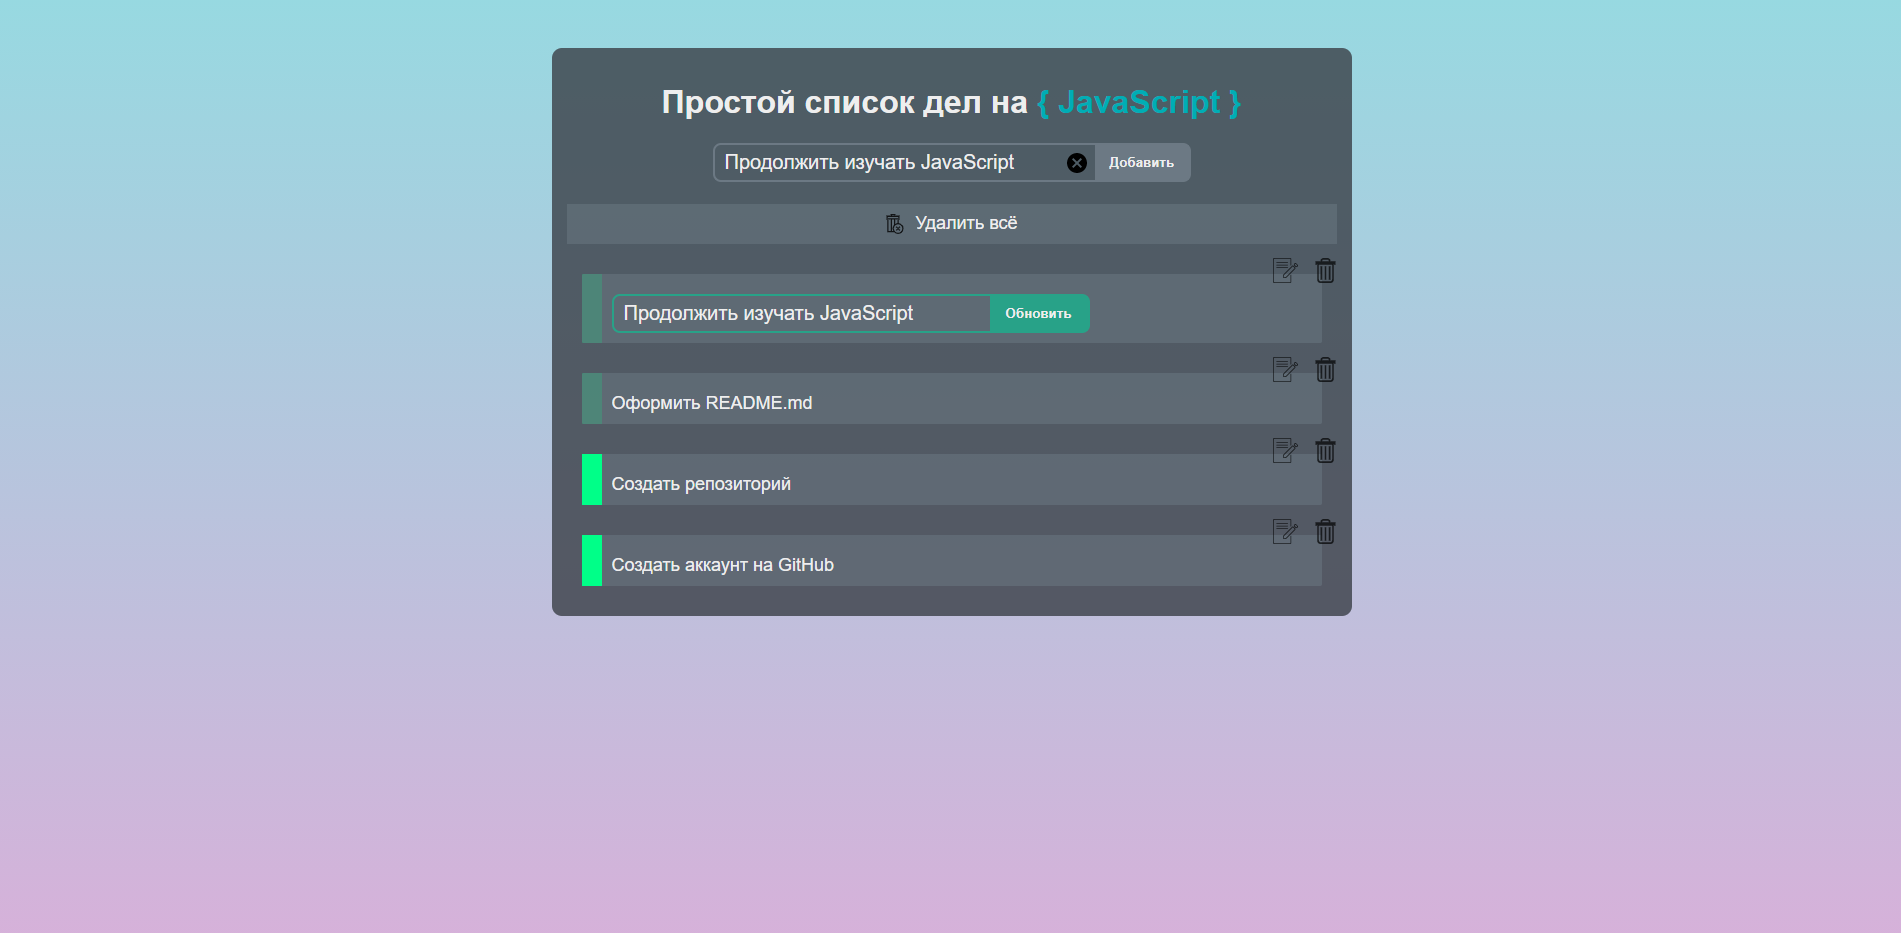 Простой список дел на { JavaScript }
Продолжить изучать JavaScript Добавить
Удалить всё
Продолжить изучать JavaScript Обновить
Оформить README.md
Создать репозиторий
Создать аккаунт на GitHub